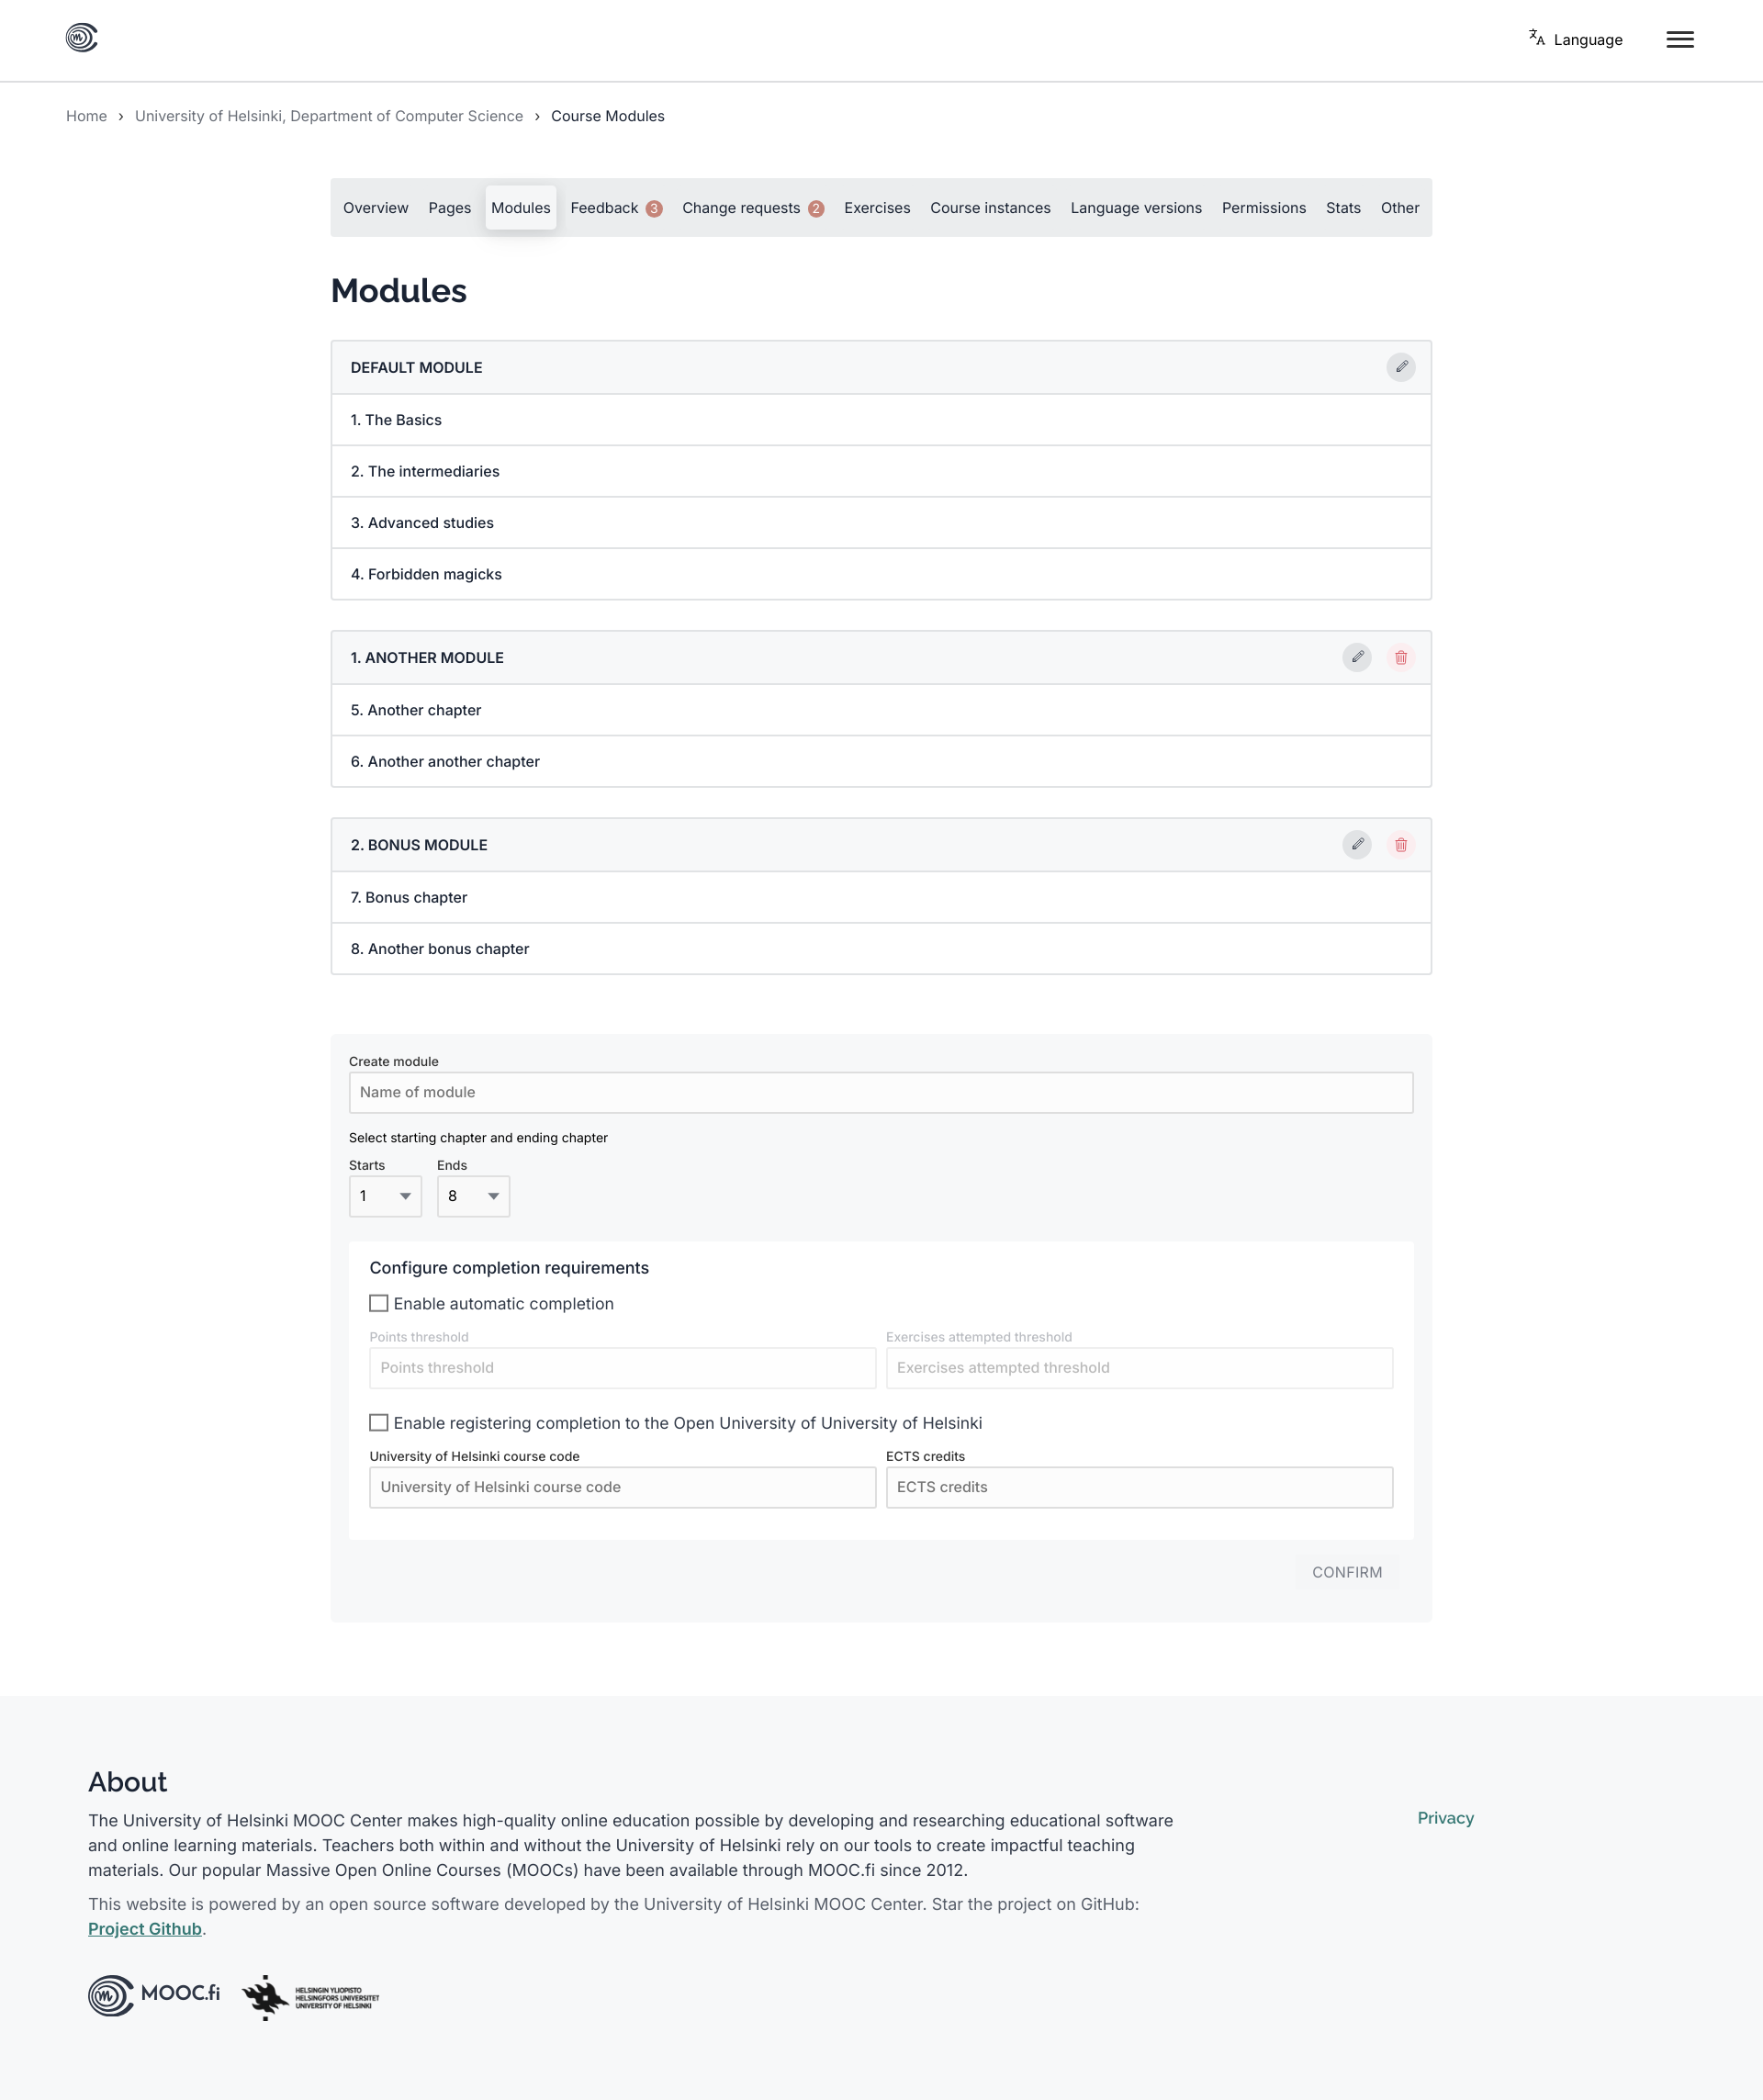 Language
Home › University of Helsinki, Department of Computer Science › Course Modules
Overview Pages Modules Feedback 3 Change requests 2 Exercises Course instances Language versions Permissions Stats Other
Modules
DEFAULT MODULE
1. The Basics
2. The intermediaries
3. Advanced studies
4. Forbidden magicks
1. ANOTHER MODULE
5. Another chapter
6. Another another chapter
2. BONUS MODULE
7. Bonus chapter
8. Another bonus chapter
Create module
Name of module
Select starting chapter and ending chapter
Starts Ends
1 8
Configure completion requirements
Enable automatic completion
Points threshold Exercises attempted threshold
Points threshold Exercises attempted threshold
Enable registering completion to the Open University of University of Helsinki
University of Helsinki course code ECTS credits
University of Helsinki course code ECTS credits
CONFIRM
About
The University of Helsinki MOOC Center makes high-quality online education possible by developing and researching educational software
and online learning materials. Teachers both within and without the University of Helsinki rely on our tools to create impactful teaching
materials. Our popular Massive Open Online Courses (MOOCs) have been available through MOOC.fi since 2012.
Privacy
This website is powered by an open source software developed by the University of Helsinki MOOC Center. Star the project on GitHub:
Project Github.
MOOC.fi
HELSINGIN YLIOPISTO
HELSINGFORS UNIVERSITET
UNIVERSITY OF HELSINKI